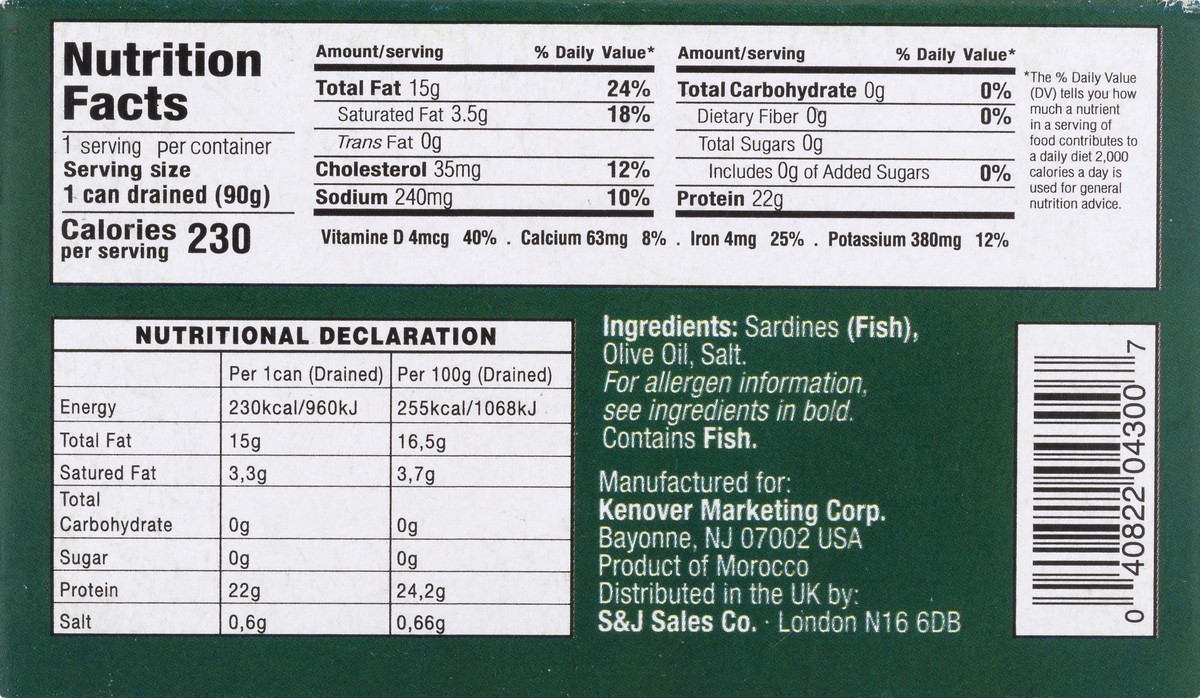 Nutrition
Facts
1 serving per container
Serving size
1 can drained (90g)
Calories
per serving 230
Amount/serving % Daily Value*
Total Fat 15g 24%
Saturated Fat 3.5g 18%
Trans Fat 0g
Cholesterol 35mg 12%
Sodium 240mg 10%
Amount/serving % Daily Value*
Total Carbohydrate 0g 0%
Dietary Fiber 0g 0%
Total Sugars 0g
Includes 0g of Added Sugars 0%
Protein 22g
Vitamine D 4mcg 40% . Calcium 63mg 8% . Iron 4mg 25% . Potassium 380mg 12%
*The % Daily Value
(DV) tells you how
much a nutrient
in a serving of
food contributes to
a daily diet 2,000
calories a day is
used for general
nutrition advice.
NUTRITIONAL DECLARATION
Per 1can (Drained) Per 100g (Drained)
Energy 230kcal/960kJ 255kcal/1068kJ
Total Fat 15g 16,5g
Satured Fat 3,3g 3,7g
Total
Carbohydrate 0g 0g
Sugar 0g 0g
Protein 22g 24,2g
Salt 0,6g 0,66g
Ingredients: Sardines (Fish),
Olive Oil, Salt.
For allergen information,
see ingredients in bold.
Contains Fish.
Manufactured for:
Kenover Marketing Corp.
Bayonne, NJ 07002 USA
Product of Morocco
Distributed in the UK by:
S&J Sales Co. · London N16 6DB
0 40822 04300 7